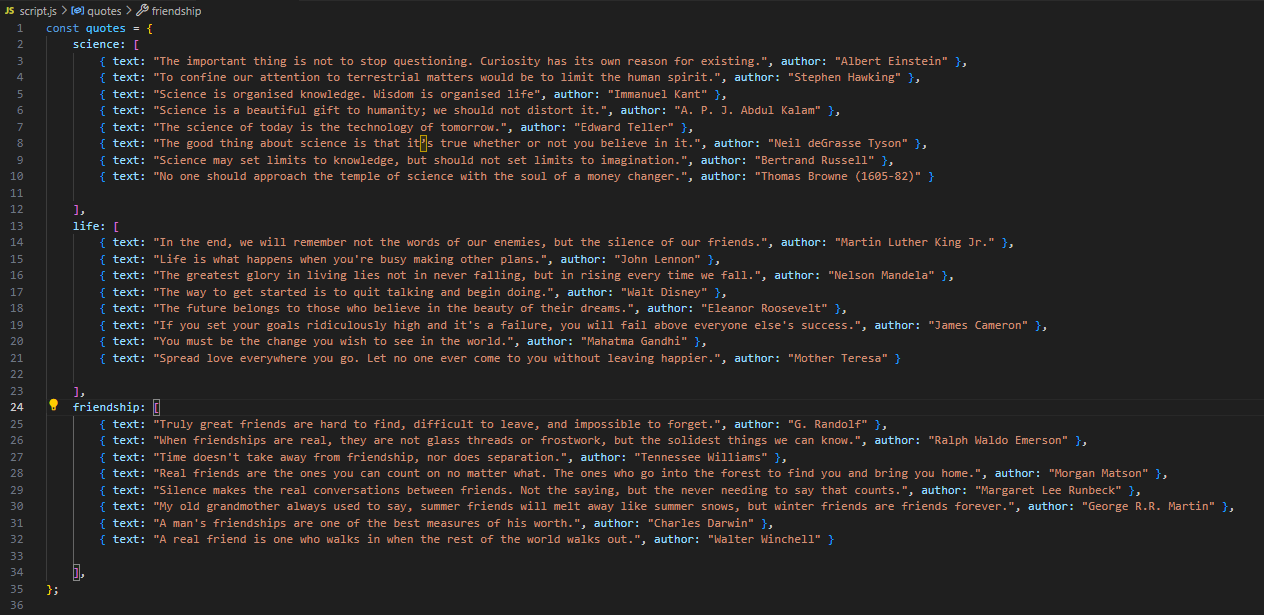 JS script.js > quotes > friendship
1 const quotes = {
2 science: [
3 { text: "The important thing is not to stop questioning. Curiosity has its own reason for existing.", author: "Albert Einstein" },
4 { text: "To confine our attention to terrestrial matters would be to limit the human spirit.", author: "Stephen Hawking" },
5 { text: "Science is organised knowledge. Wisdom is organised life", author: "Immanuel Kant" },
6 { text: "Science is a beautiful gift to humanity; we should not distort it.", author: "A. P. J. Abdul Kalam" },
7 { text: "The science of today is the technology of tomorrow.", author: "Edward Teller" },
8 { text: "The good thing about science is that it’s true whether or not you believe in it.", author: "Neil deGrasse Tyson" },
9 { text: "Science may set limits to knowledge, but should not set limits to imagination.", author: "Bertrand Russell" },
10 { text: "No one should approach the temple of science with the soul of a money changer.", author: "Thomas Browne (1605-82)" }
11
12 ],
13 life: [
14 { text: "In the end, we will remember not the words of our enemies, but the silence of our friends.", author: "Martin Luther King Jr." },
15 { text: "Life is what happens when you're busy making other plans.", author: "John Lennon" },
16 { text: "The greatest glory in living lies not in never falling, but in rising every time we fall.", author: "Nelson Mandela" },
17 { text: "The way to get started is to quit talking and begin doing.", author: "Walt Disney" },
18 { text: "The future belongs to those who believe in the beauty of their dreams.", author: "Eleanor Roosevelt" },
19 { text: "If you set your goals ridiculously high and it's a failure, you will fail above everyone else's success.", author: "James Cameron" },
20 { text: "You must be the change you wish to see in the world.", author: "Mahatma Gandhi" },
21 { text: "Spread love everywhere you go. Let no one ever come to you without leaving happier.", author: "Mother Teresa" }
22
23 ],
24 friendship: [
25 { text: "Truly great friends are hard to find, difficult to leave, and impossible to forget.", author: "G. Randolf" },
26 { text: "When friendships are real, they are not glass threads or frostwork, but the solidest things we can know.", author: "Ralph Waldo Emerson" },
27 { text: "Time doesn't take away from friendship, nor does separation.", author: "Tennessee Williams" },
28 { text: "Real friends are the ones you can count on no matter what. The ones who go into the forest to find you and bring you home.", author: "Morgan Matson" },
29 { text: "Silence makes the real conversations between friends. Not the saying, but the never needing to say that counts.", author: "Margaret Lee Runbeck" },
30 { text: "My old grandmother always used to say, summer friends will melt away like summer snows, but winter friends are friends forever.", author: "George R.R. Martin" },
31 { text: "A man's friendships are one of the best measures of his worth.", author: "Charles Darwin" },
32 { text: "A real friend is one who walks in when the rest of the world walks out.", author: "Walter Winchell" }
33
34 ],
35 };
36